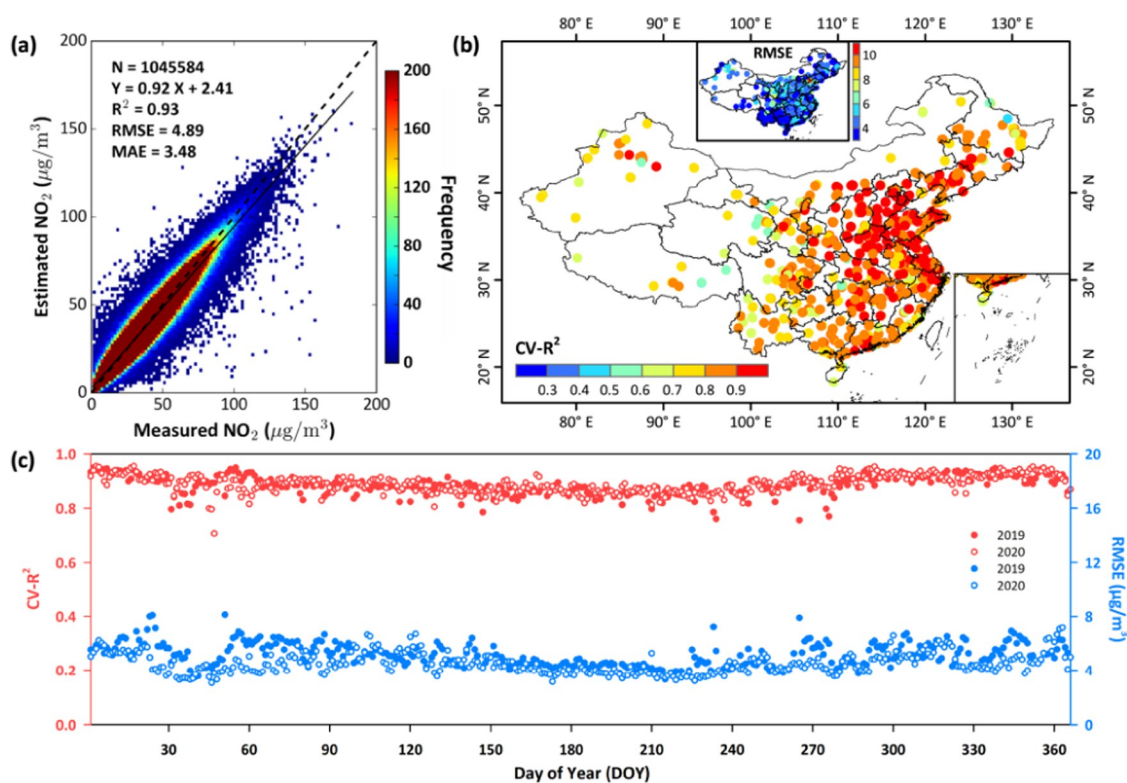 (a)
200
150
100
50
0
N = 1045584
Y = 0.92 X + 2.41
R² = 0.93
RMSE = 4.89
MAE = 3.48
Estimated NO₂ (μg/m³)
0 50 100 150 200
Measured NO₂ (μg/m³)
200
160
120
80
40
0
Frequency
(b)
80° E 90° E 100° E 110° E 120° E 130° E
50° N
40° N
30° N
20° N
RMSE
10
8
6
4
50° N
40° N
30° N
20° N
CV-R²
0.3 0.4 0.5 0.6 0.7 0.8 0.9
80° E 90° E 100° E 110° E 120° E 130° E
(c)
1.0
0.8
0.6
0.4
0.2
0.0
CV-R²
2019
2020
2019
2020
20
16
12
8
4
0
RMSE (μg/m³)
30 60 90 120 150 180 210 240 270 300 330 360
Day of Year (DOY)